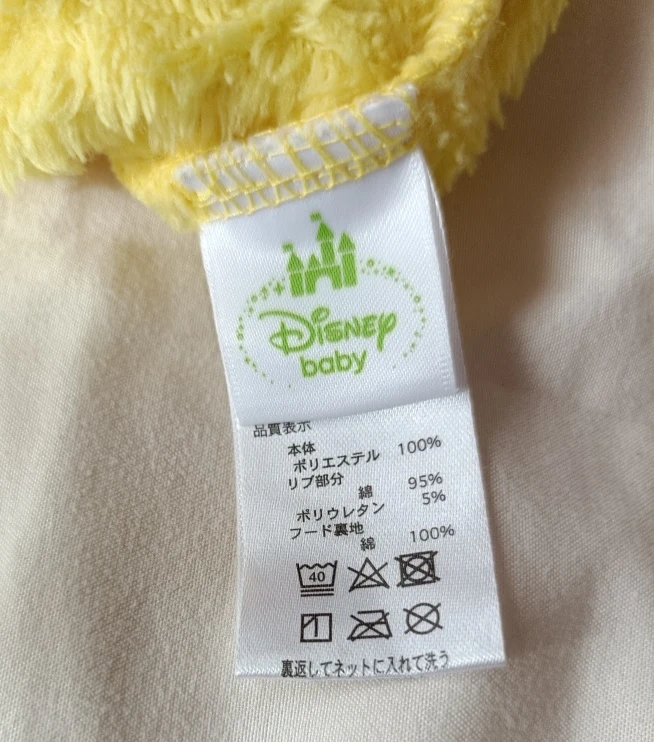 Disney
baby
品質表示
本体
ポリエステル 100%
リブ部分
綿 95%
ポリウレタン 5%
フード裏地
綿 100%
40
裏返してネットに入れて洗う